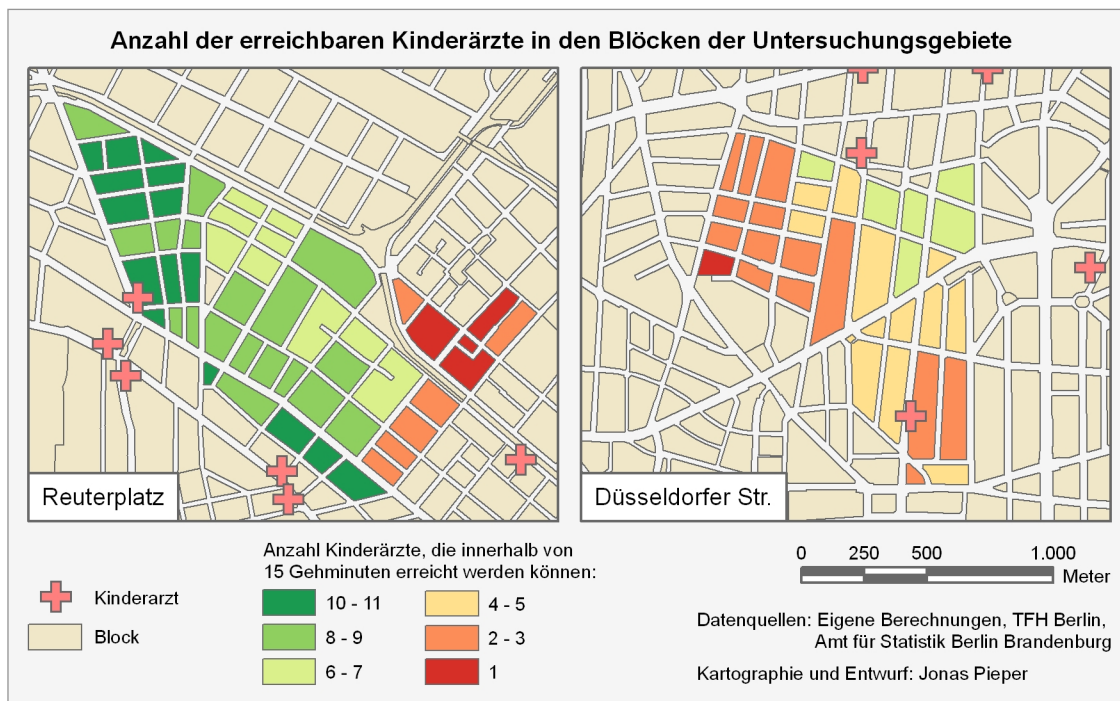 Anzahl der erreichbaren Kinderärzte in den Blöcken der Untersuchungsgebiete
Reuterplatz
Düsseldorfer Str.
Kinderarzt
Block
Anzahl Kinderärzte, die innerhalb von
15 Gehminuten erreicht werden können:
10 - 11
8 - 9
6 - 7
4 - 5
2 - 3
1
0 250 500 1.000
Meter
Datenquellen: Eigene Berechnungen, TFH Berlin,
Amt für Statistik Berlin Brandenburg
Kartographie und Entwurf: Jonas Pieper